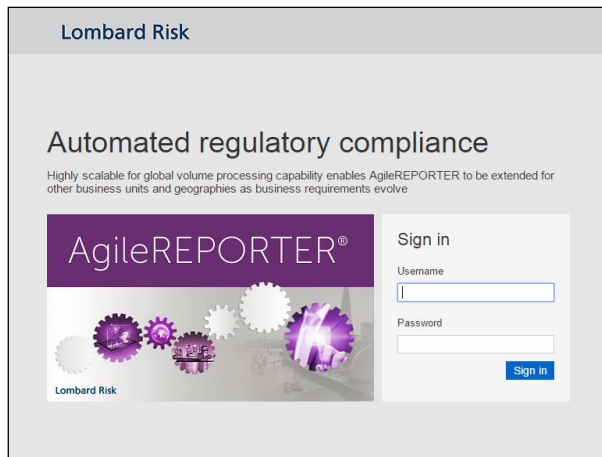 Lombard Risk
Automated regulatory compliance
Highly scalable for global volume processing capability enables AgileREPORTER to be extended for
other business units and geographies as business requirements evolve
AgileREPORTER®
Lombard Risk
Sign in
Username
Password
Sign in